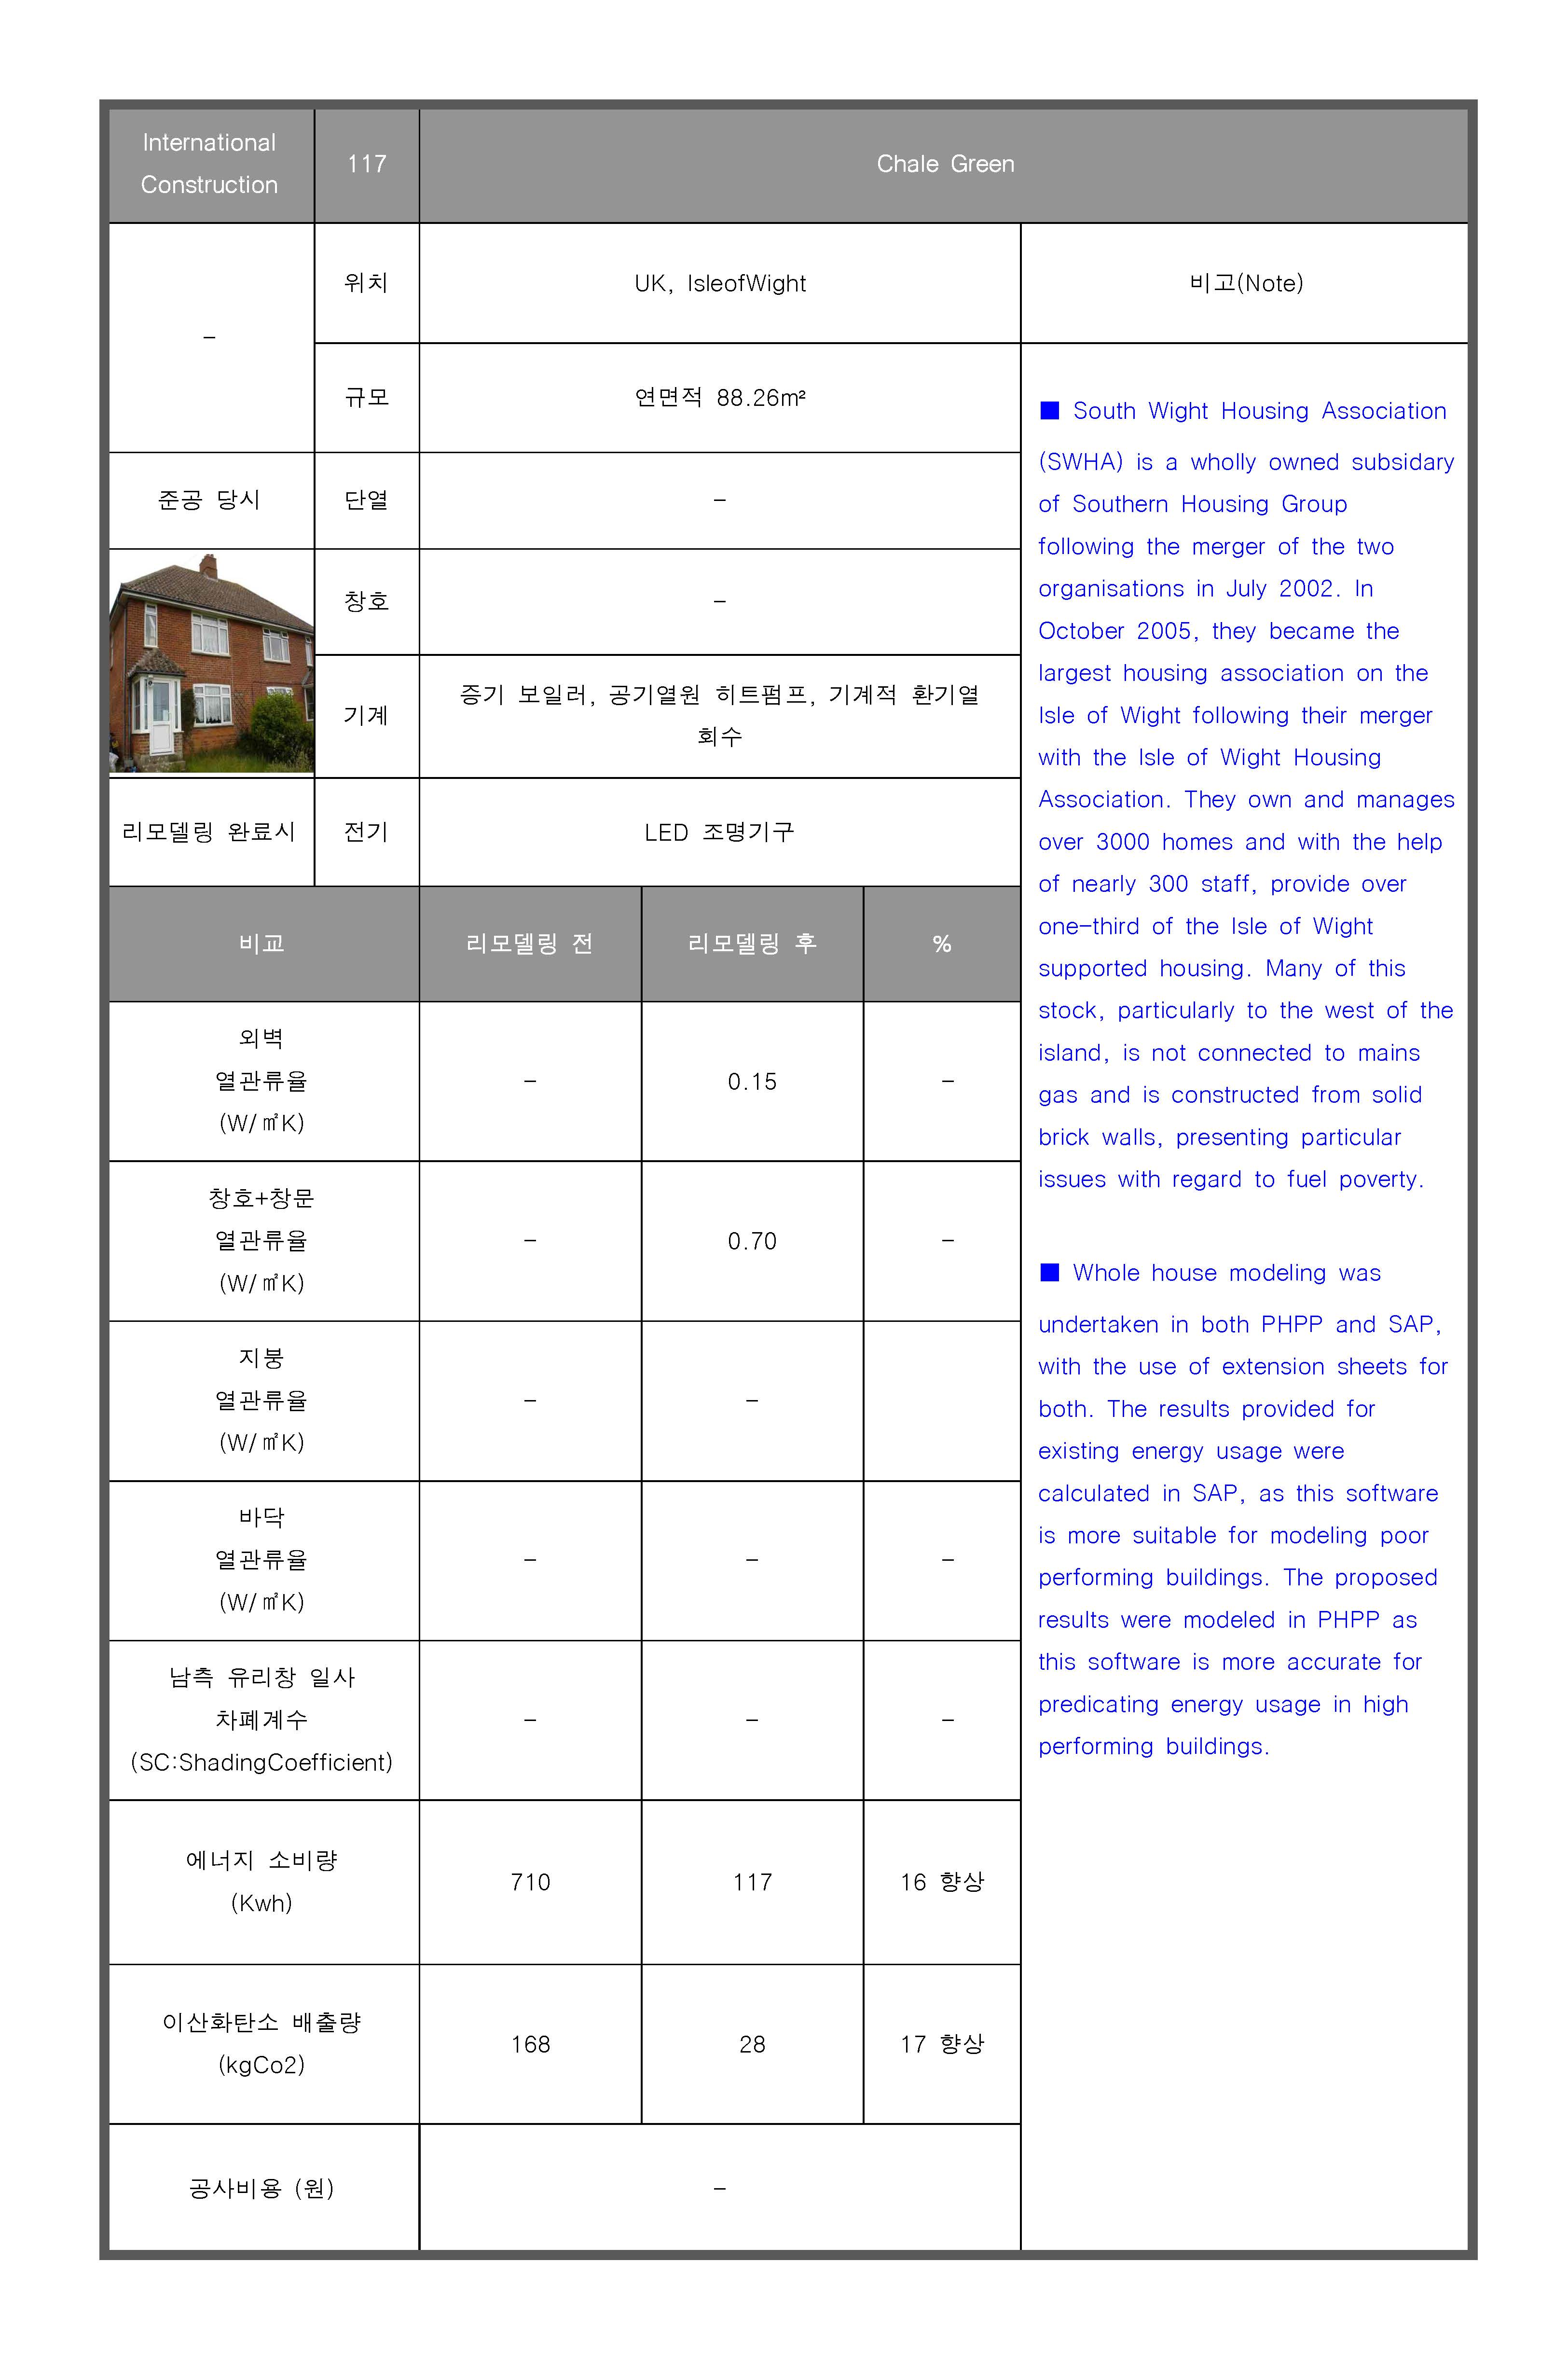 International
Construction
117
Chale Green
-
위치
UK, IsleofWight
비고(Note)
규모
연면적 88.26m²
준공 당시
단열
-
창호
-
기계
증기 보일러, 공기열원 히트펌프, 기계적 환기열
회수
리모델링 완료시
전기
LED 조명기구
■ South Wight Housing Association
(SWHA) is a wholly owned subsidary
of Southern Housing Group
following the merger of the two
organisations in July 2002. In
October 2005, they became the
largest housing association on the
Isle of Wight following their merger
with the Isle of Wight Housing
Association. They own and manages
over 3000 homes and with the help
of nearly 300 staff, provide over
one-third of the Isle of Wight
supported housing. Many of this
stock, particularly to the west of the
island, is not connected to mains
gas and is constructed from solid
brick walls, presenting particular
issues with regard to fuel poverty.
■ Whole house modeling was
undertaken in both PHPP and SAP,
with the use of extension sheets for
both. The results provided for
existing energy usage were
calculated in SAP, as this software
is more suitable for modeling poor
performing buildings. The proposed
results were modeled in PHPP as
this software is more accurate for
predicating energy usage in high
performing buildings.
비교
리모델링 전
리모델링 후
%
외벽
열관류율
(W/㎡K)
-
0.15
-
창호+창문
열관류율
(W/㎡K)
-
0.70
-
지붕
열관류율
(W/㎡K)
-
-
바닥
열관류율
(W/㎡K)
-
-
-
남측 유리창 일사
차폐계수
(SC:ShadingCoefficient)
-
-
-
에너지 소비량
(Kwh)
710
117
16 향상
이산화탄소 배출량
(kgCo2)
168
28
17 향상
공사비용 (원)
-